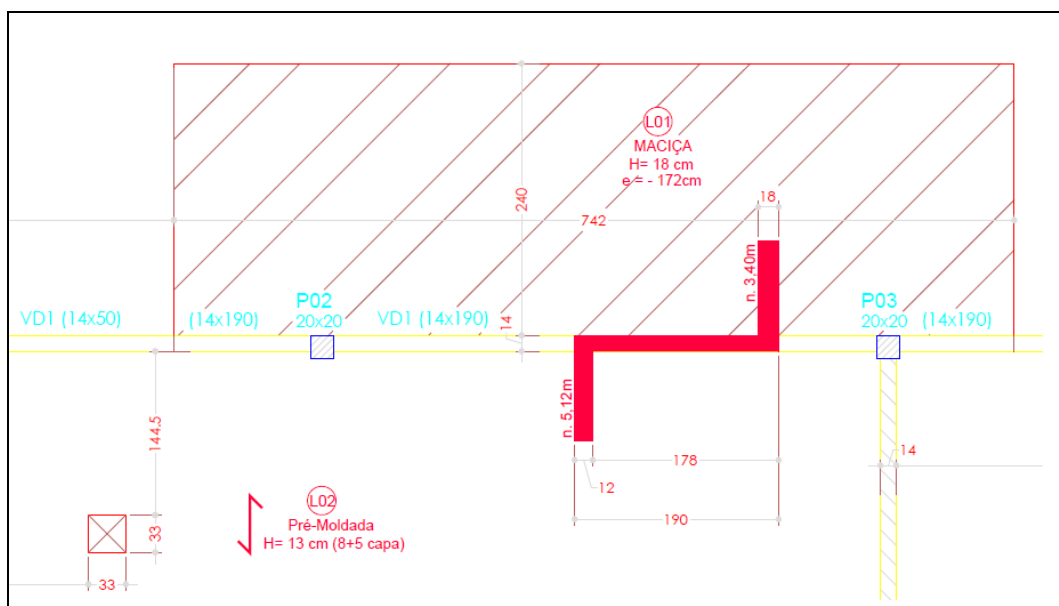 L01
MACIÇA
H= 18 cm
e = - 172cm
240
742
18
n. 3,40m
P02
20x20
P03
20x20
VD1 (14x50)
(14x190)
VD1 (14x190)
14
(14x190)
n. 5,12m
144.5
178
12
190
14
L02
Pré-Moldada
H= 13 cm (8+5 capa)
33
33